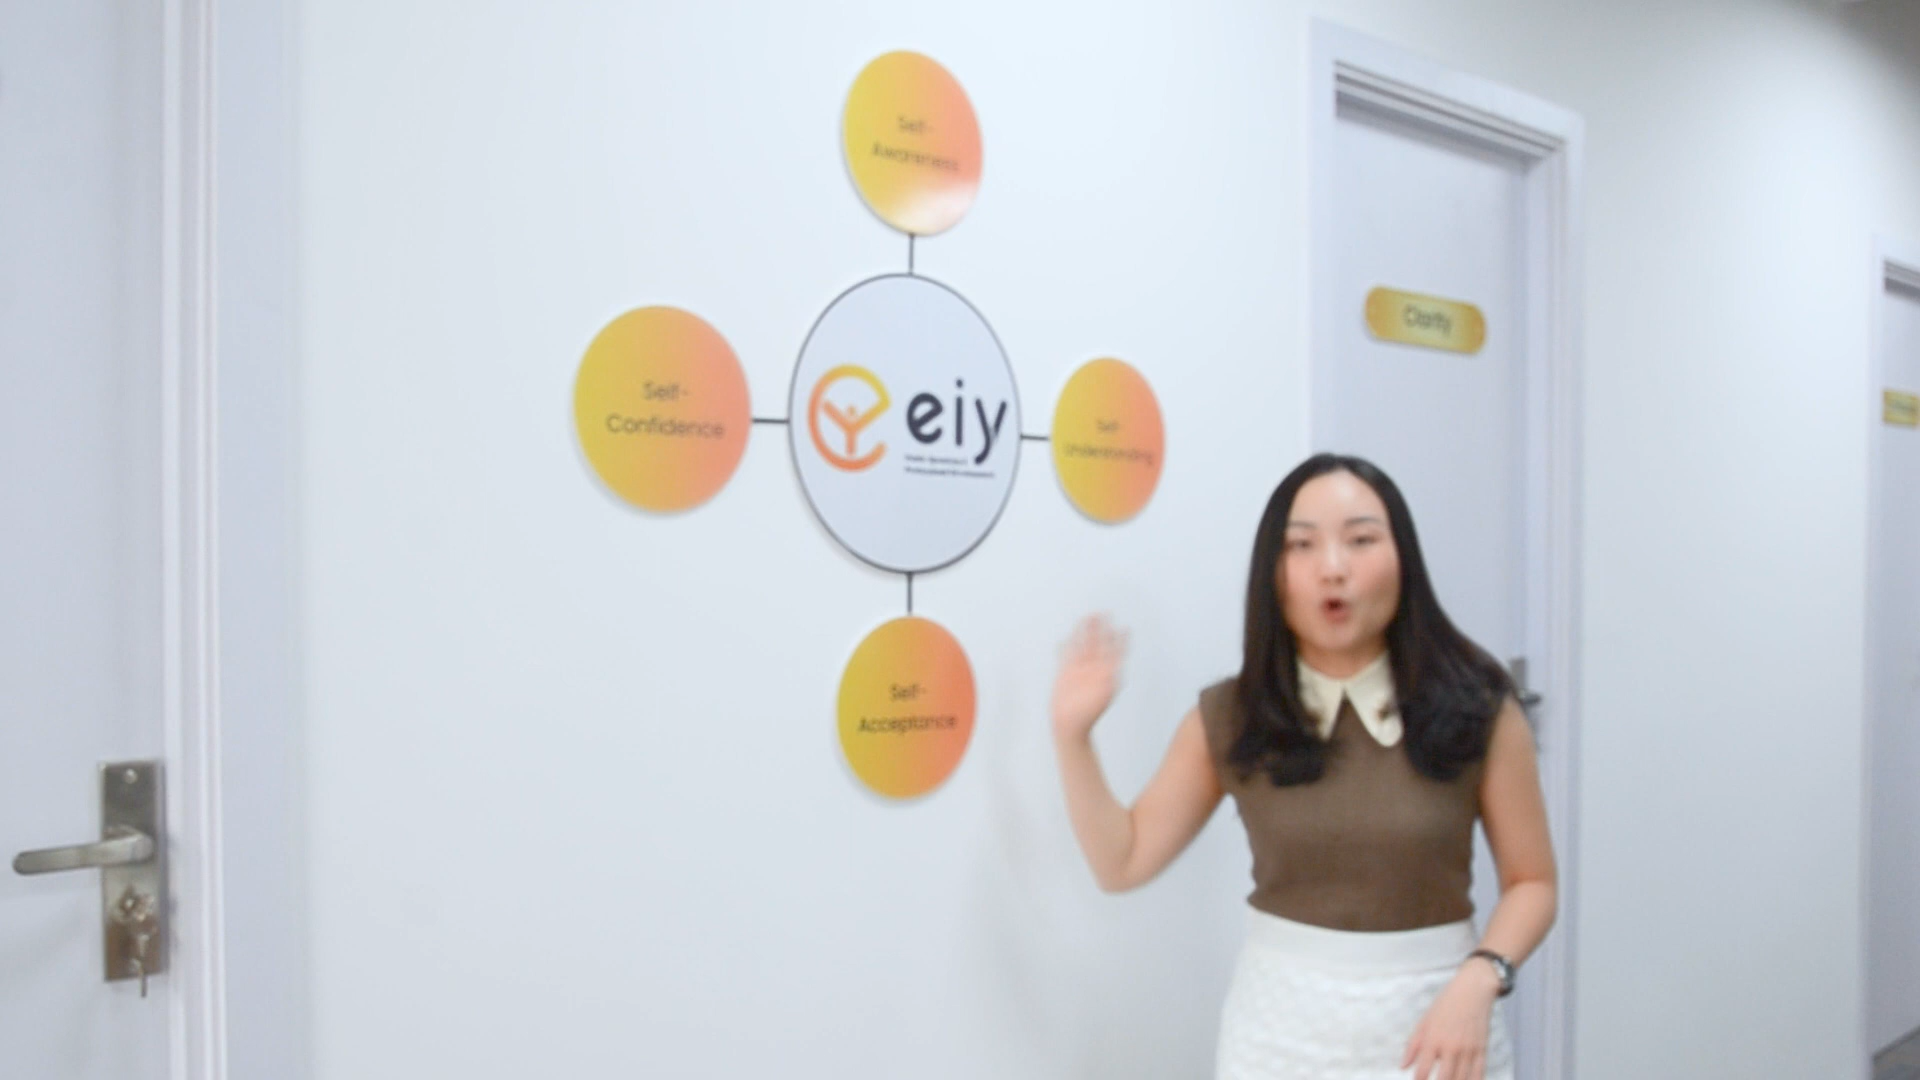 Self-
Awareness
Self-
Confidence
eiy
Self-
Understanding
Self-
Acceptance
Clarity